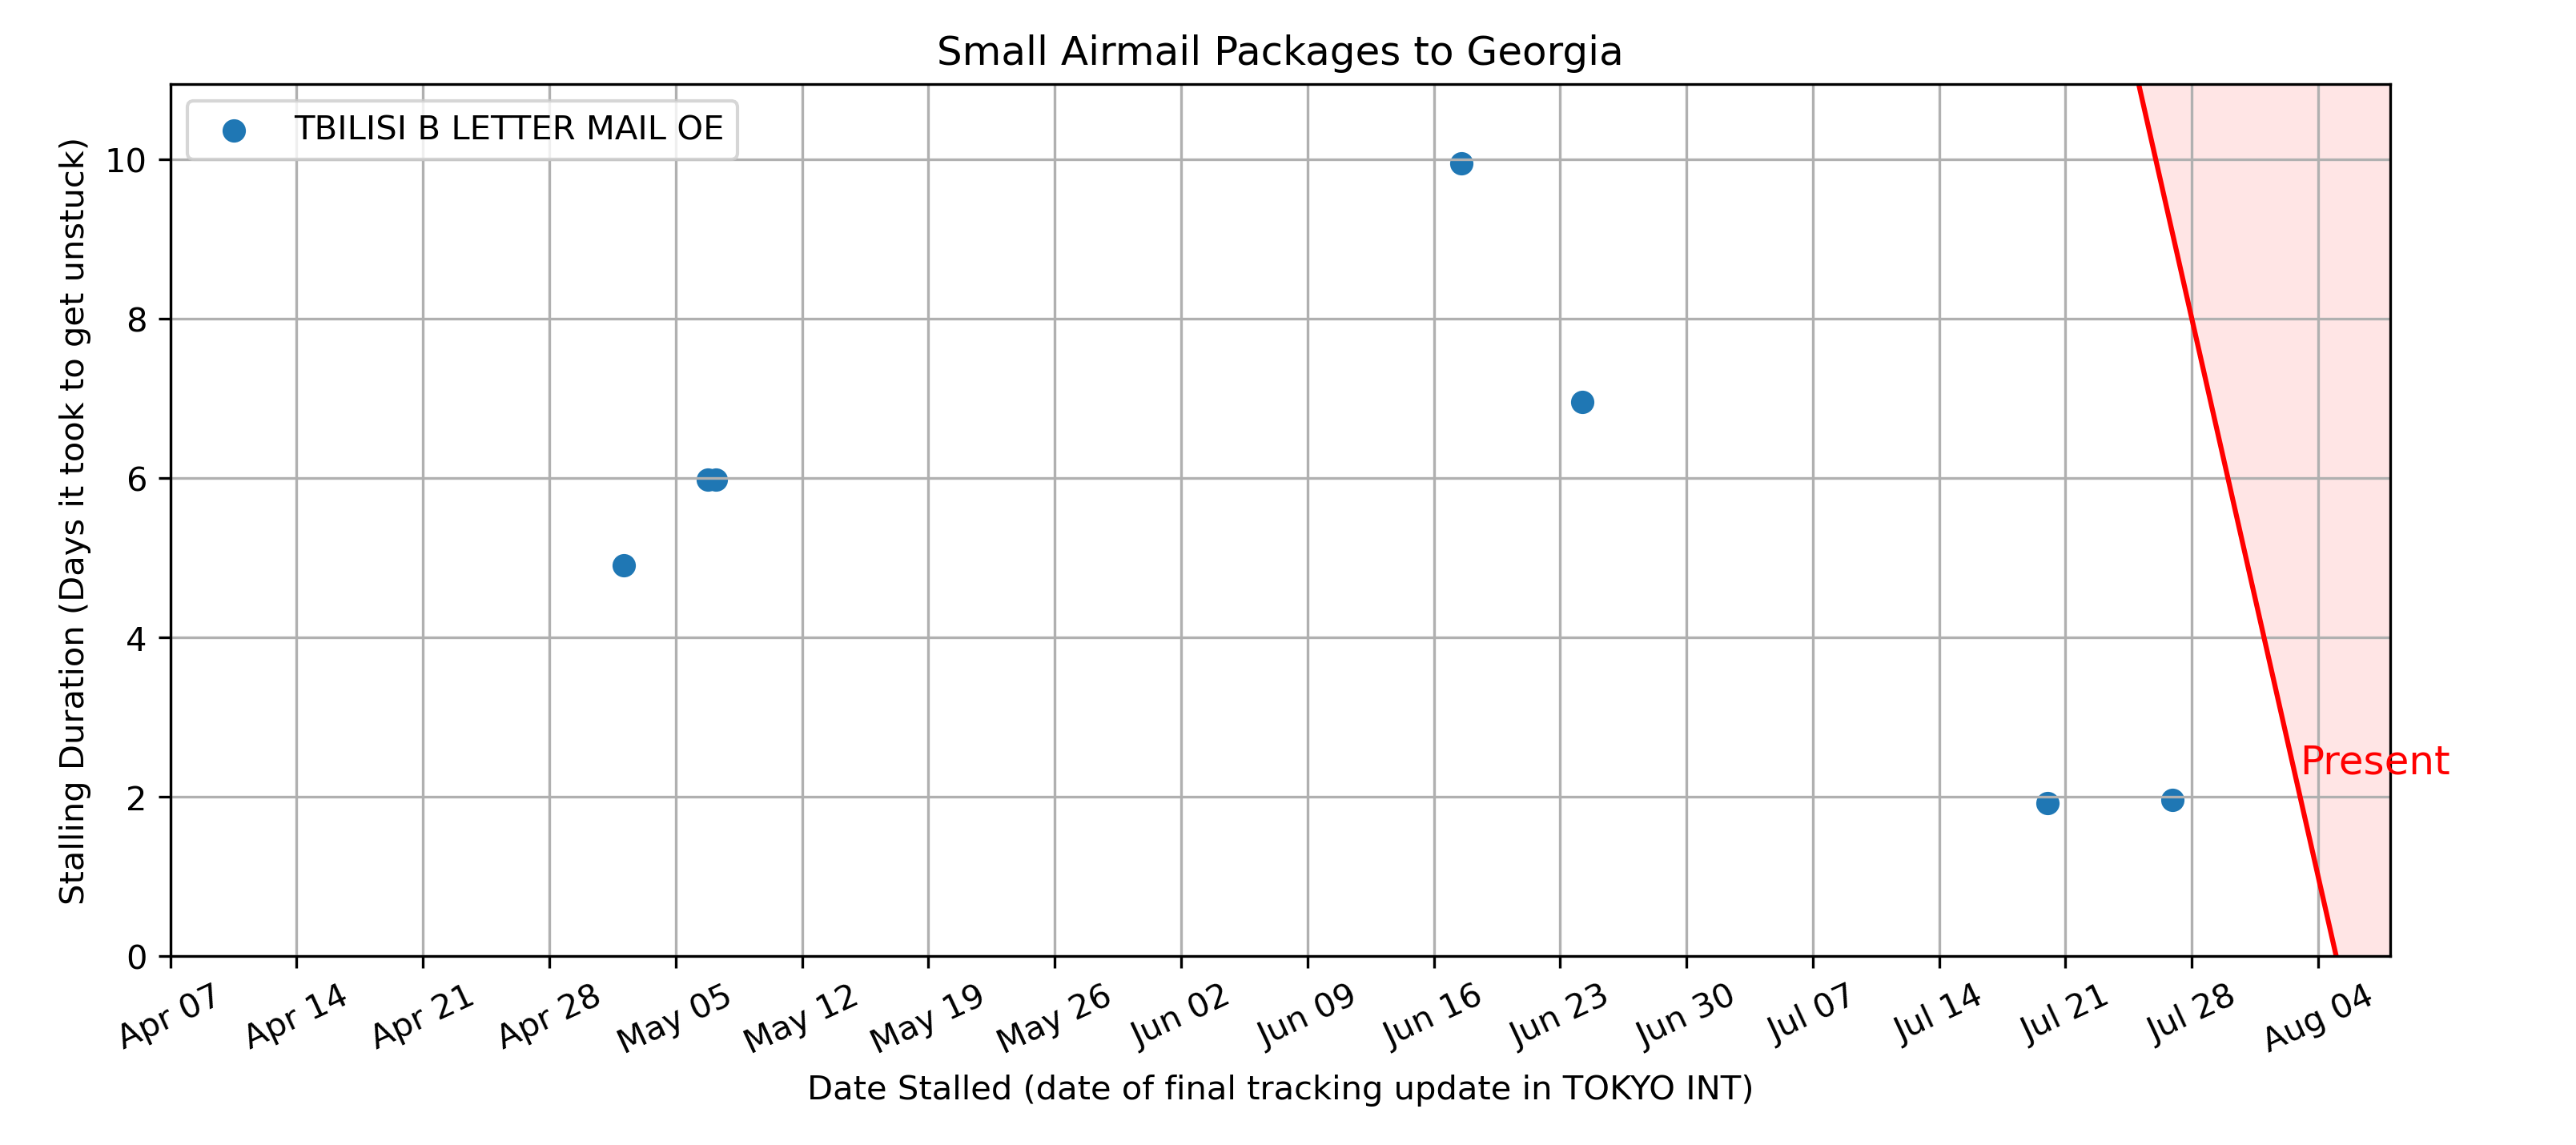 Small Airmail Packages to Georgia
TBILISI B LETTER MAIL OE
Stalling Duration (Days it took to get unstuck)
10
8
6
4
2
0
Present
Apr 07
Apr 14
Apr 21
Apr 28
May 05
May 12
May 19
May 26
Jun 02
Jun 09
Jun 16
Jun 23
Jun 30
Jul 07
Jul 14
Jul 21
Jul 28
Aug 04
Date Stalled (date of final tracking update in TOKYO INT)